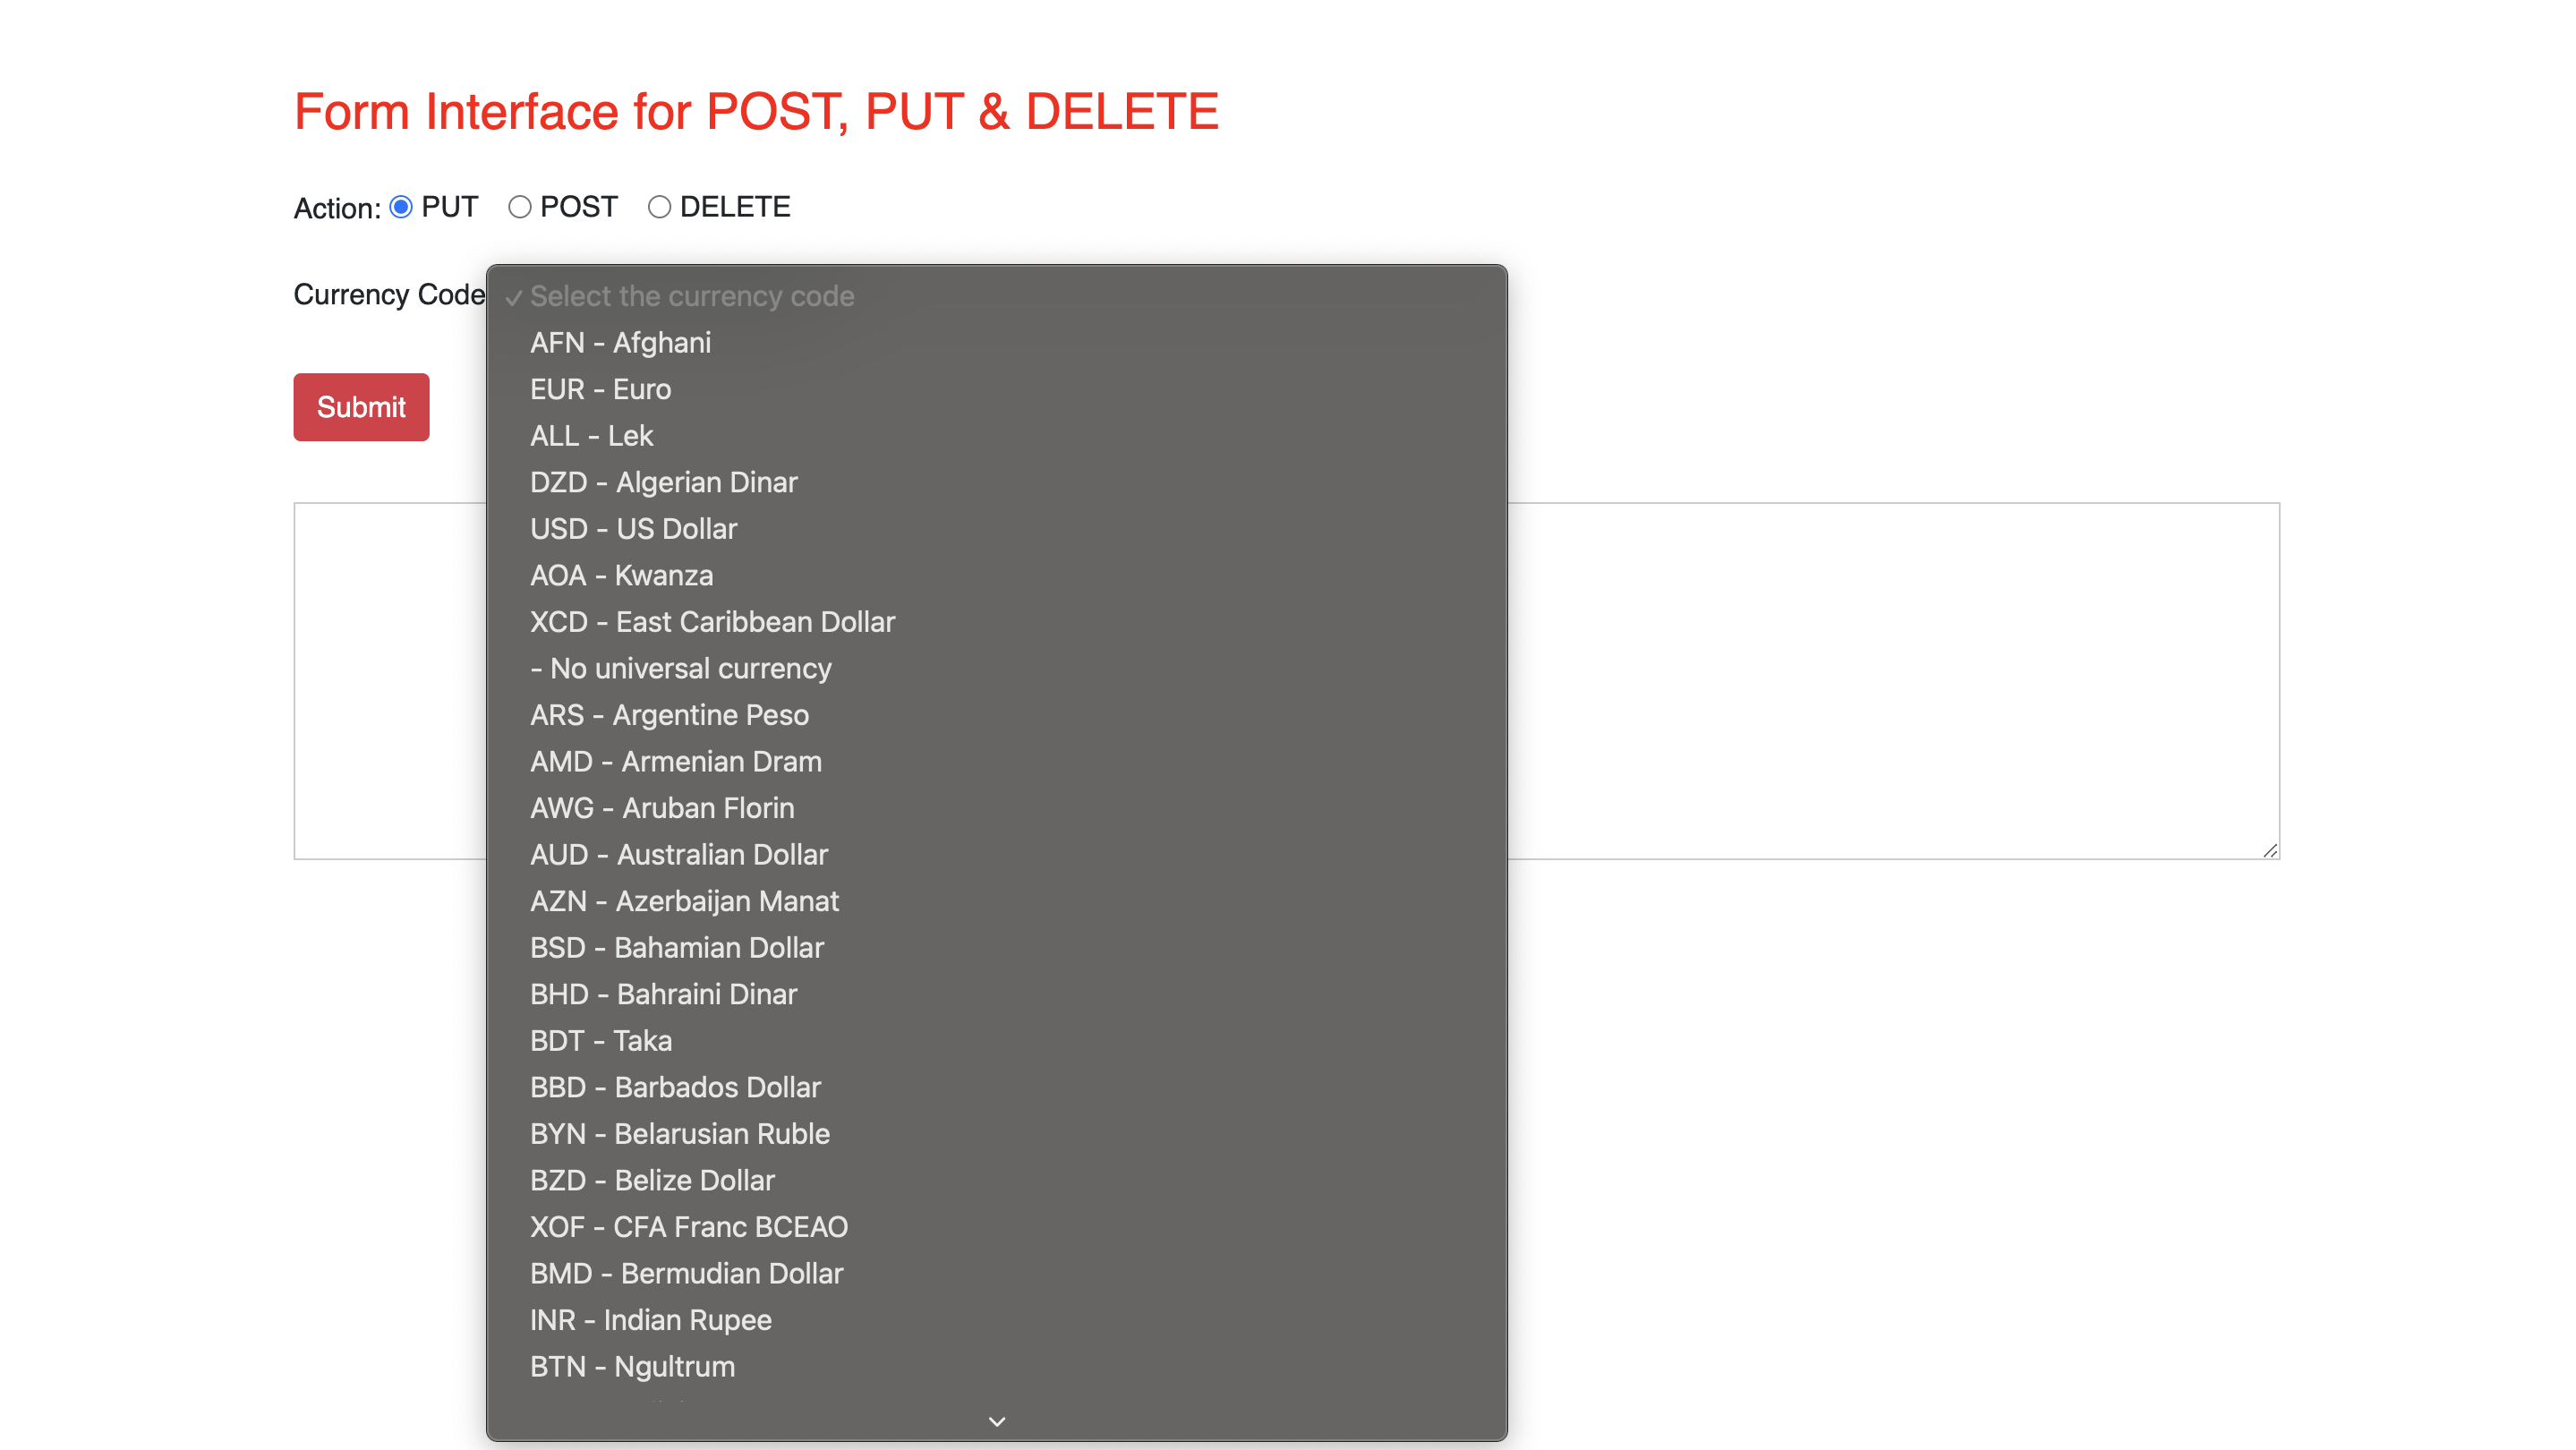 Form Interface for POST, PUT & DELETE
Action: PUT POST DELETE
Currency Code
✓ Select the currency code
AFN - Afghani
EUR - Euro
ALL - Lek
DZD - Algerian Dinar
USD - US Dollar
AOA - Kwanza
XCD - East Caribbean Dollar
- No universal currency
ARS - Argentine Peso
AMD - Armenian Dram
AWG - Aruban Florin
AUD - Australian Dollar
AZN - Azerbaijan Manat
BSD - Bahamian Dollar
BHD - Bahraini Dinar
BDT - Taka
BBD - Barbados Dollar
BYN - Belarusian Ruble
BZD - Belize Dollar
XOF - CFA Franc BCEAO
BMD - Bermudian Dollar
INR - Indian Rupee
BTN - Ngultrum
Submit